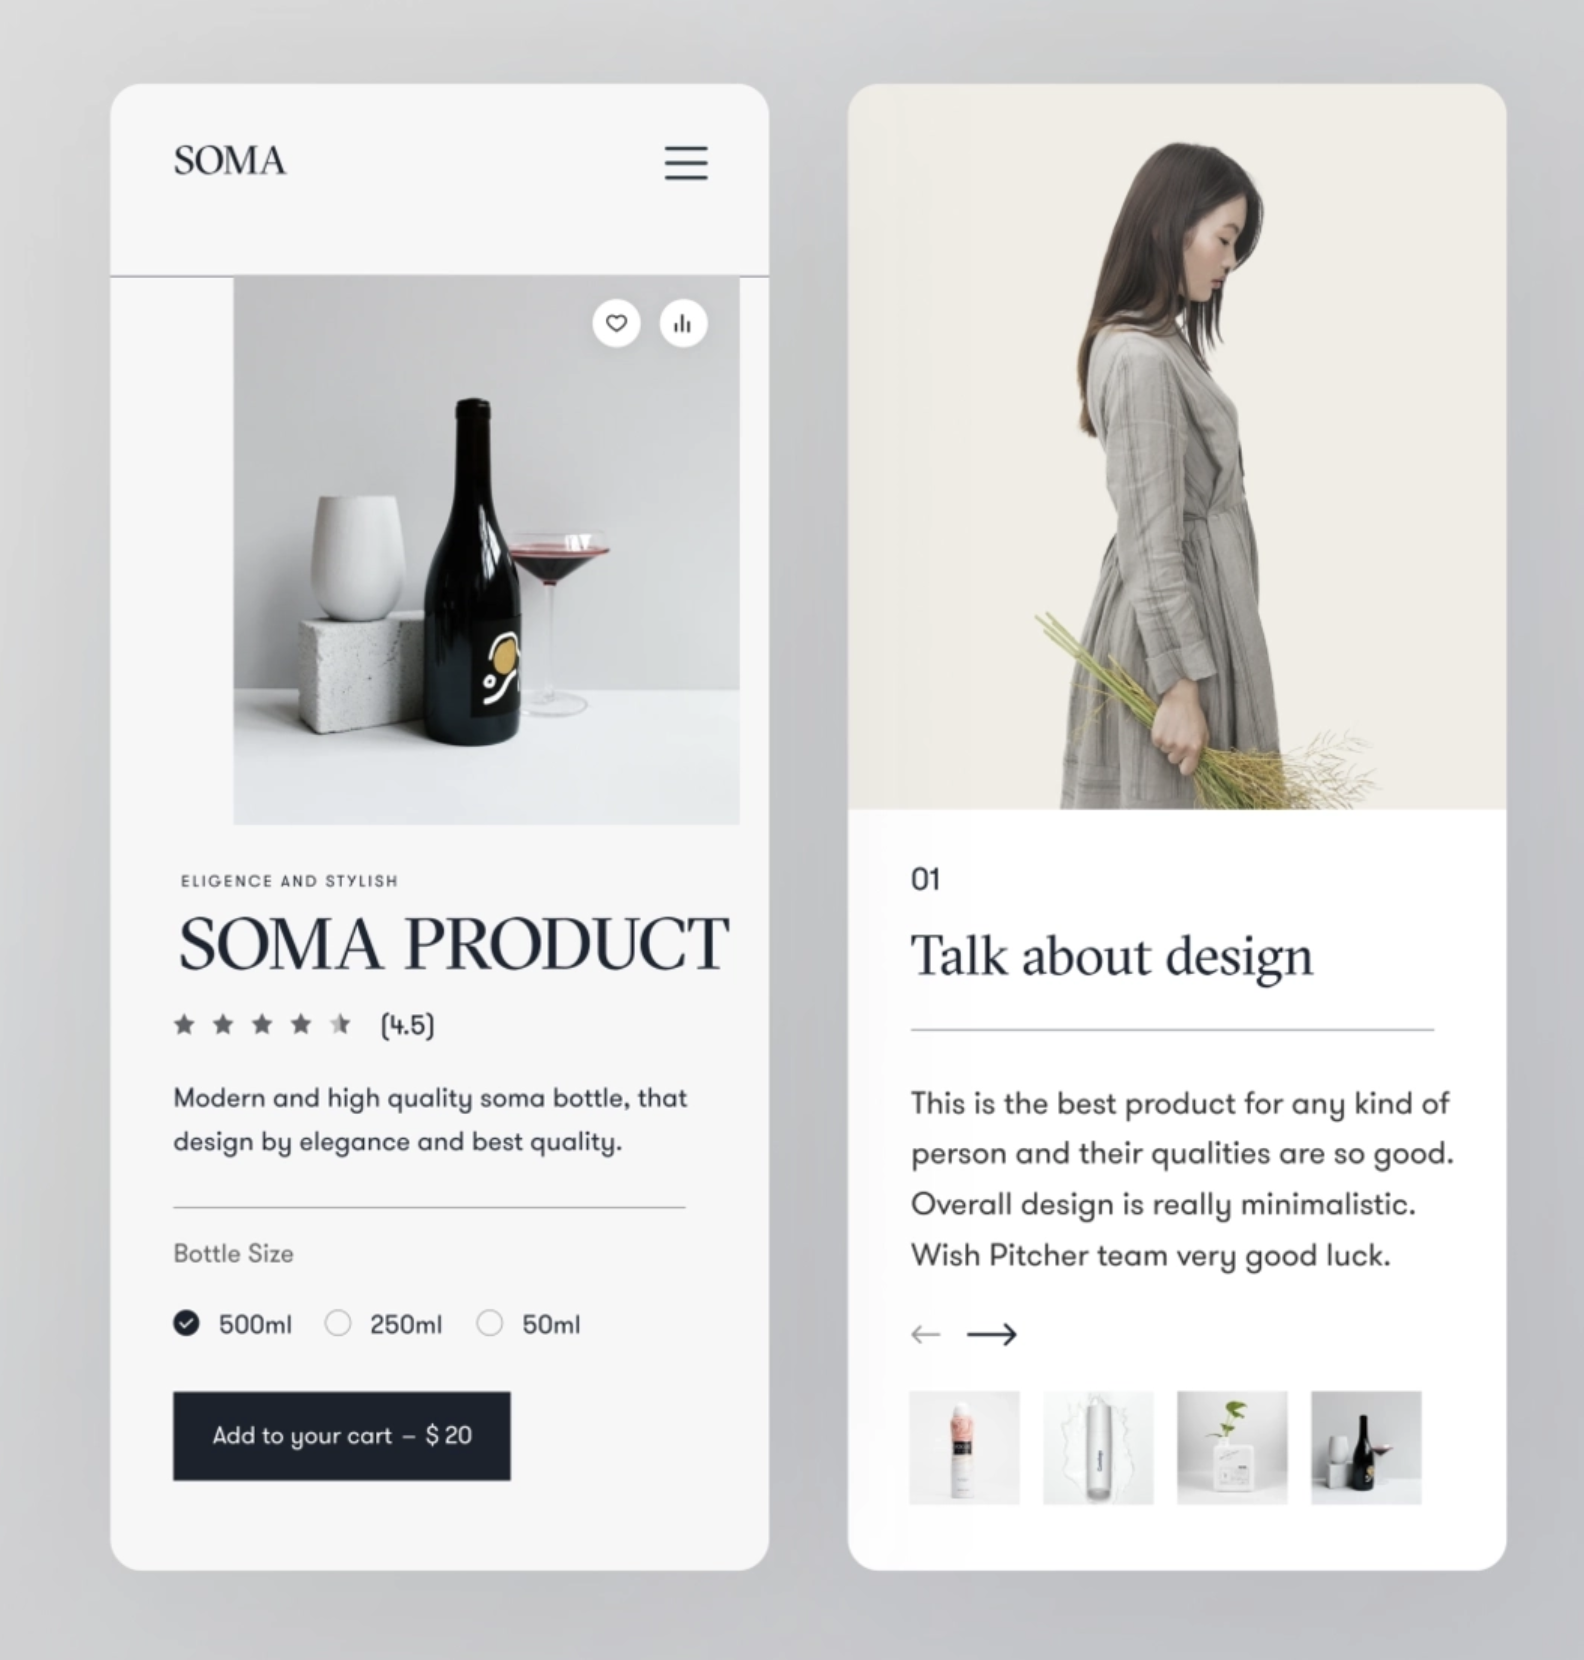 SOMA
ELIGENCE AND STYLISH
SOMA PRODUCT
(4.5)
Modern and high quality soma bottle, that
design by elegance and best quality.
Bottle Size
500ml 250ml 50ml
Add to your cart – $ 20
01
Talk about design
This is the best product for any kind of
person and their qualities are so good.
Overall design is really minimalistic.
Wish Pitcher team very good luck.